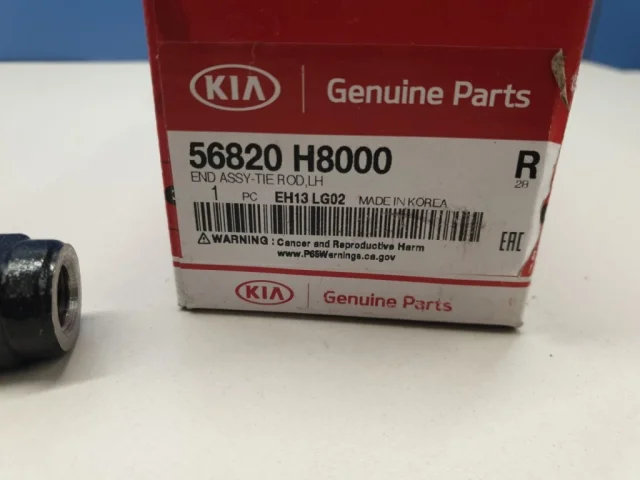 KIA Genuine Parts
56820 H8000 R
END ASSY-TIE ROD,LH 28
1 PC EH13 LG02 MADE IN KOREA
WARNING : Cancer and Reproductive Harm EAC
www.P65Warnings.ca.gov
KIA Genuine Parts